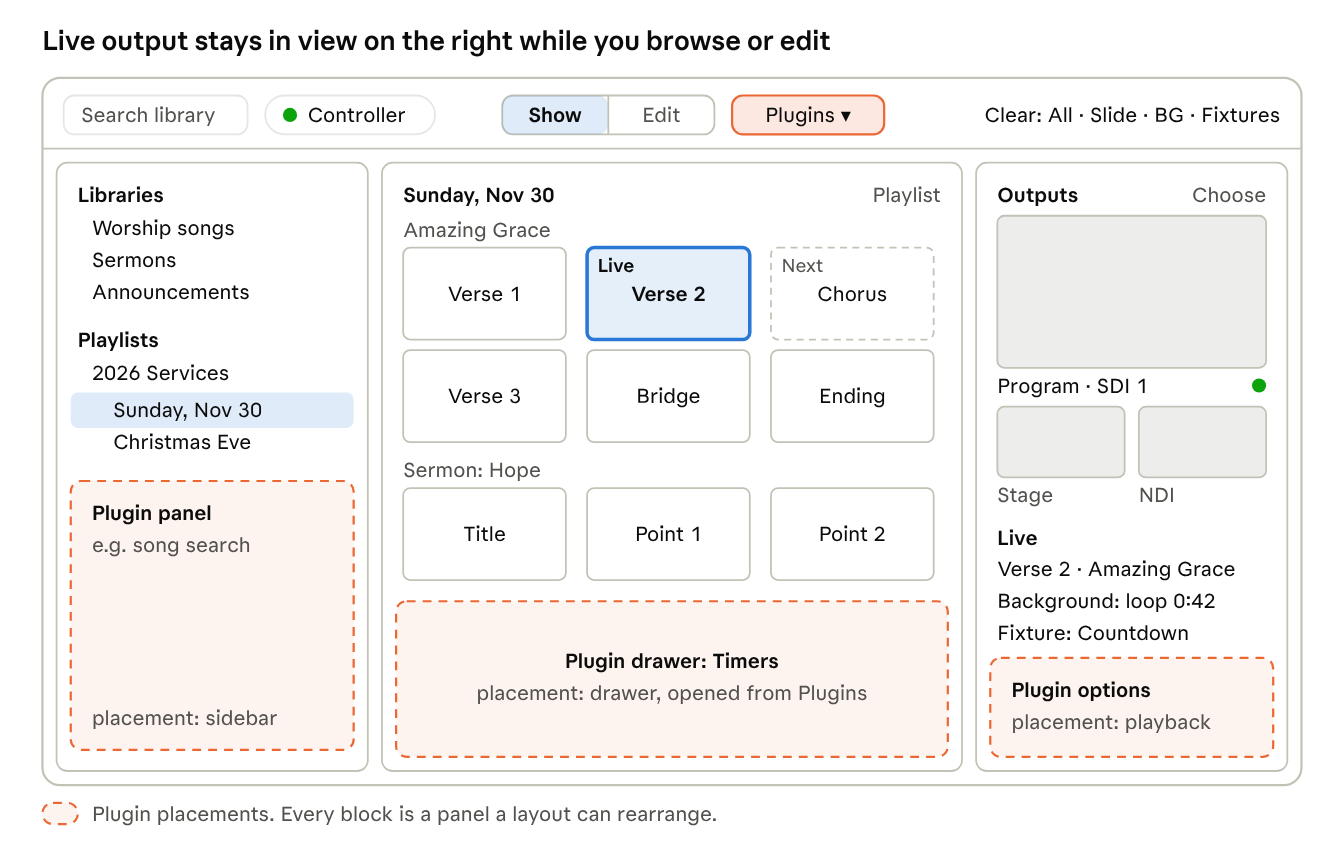 Live output stays in view on the right while you browse or edit
Search library
Controller
Show
Edit
Plugins ▾
Clear: All · Slide · BG · Fixtures
Libraries
Worship songs
Sermons
Announcements
Playlists
2026 Services
Sunday, Nov 30
Christmas Eve
Plugin panel
e.g. song search
placement: sidebar
Sunday, Nov 30
Playlist
Amazing Grace
Verse 1
Live
Verse 2
Next
Chorus
Verse 3
Bridge
Ending
Sermon: Hope
Title
Point 1
Point 2
Plugin drawer: Timers
placement: drawer, opened from Plugins
Outputs
Choose
Program · SDI 1
Stage
NDI
Live
Verse 2 · Amazing Grace
Background: loop 0:42
Fixture: Countdown
Plugin options
placement: playback
Plugin placements. Every block is a panel a layout can rearrange.